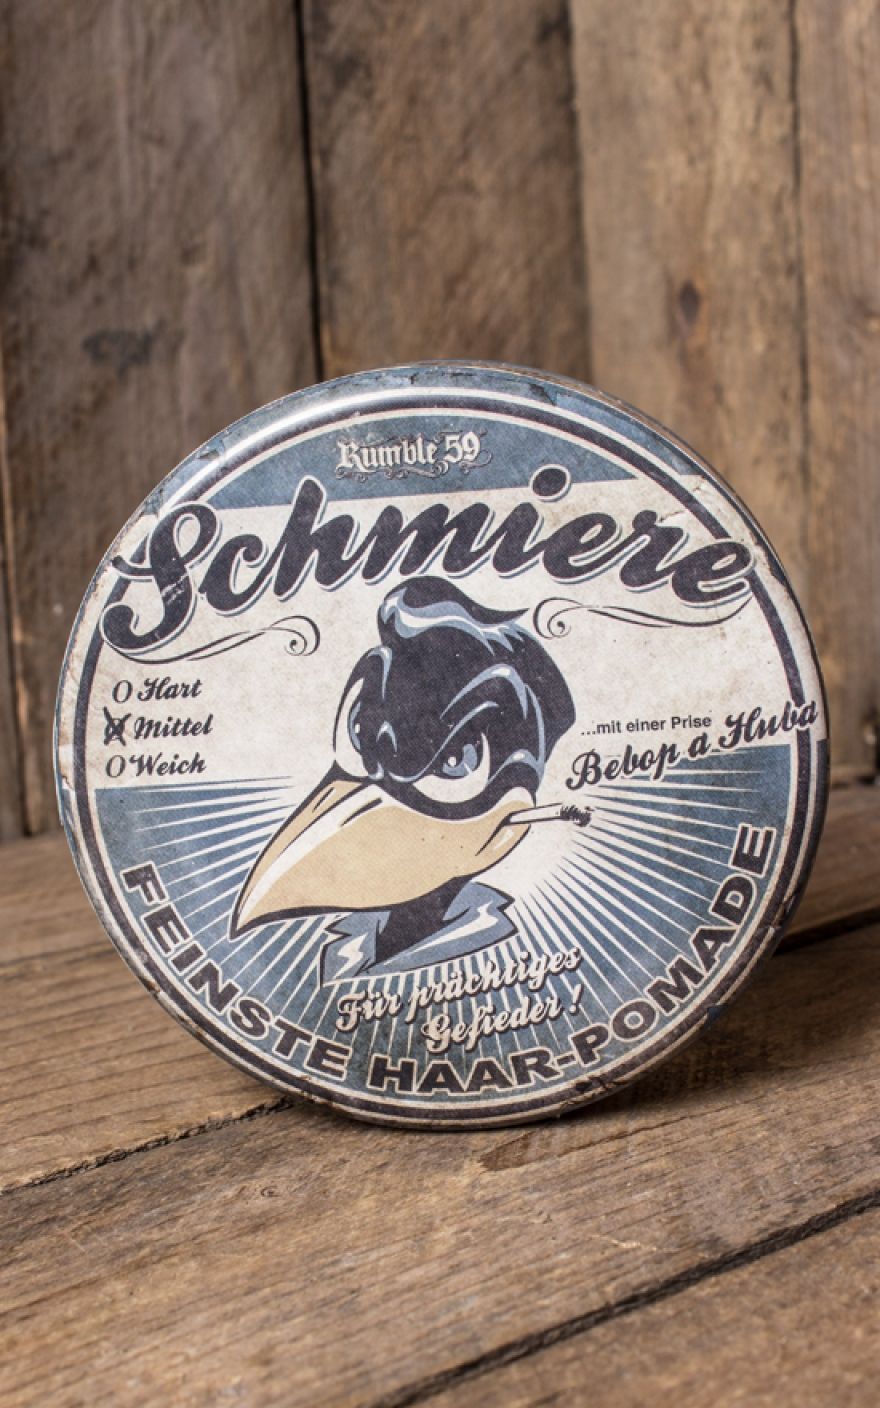 Rumble 59
Schmiere
O Hart
O Mittel
O Weich
...mit einer Prise
Bebop a Huba
Für prächtiges
Gefieder !
FEINSTE HAAR-POMADE